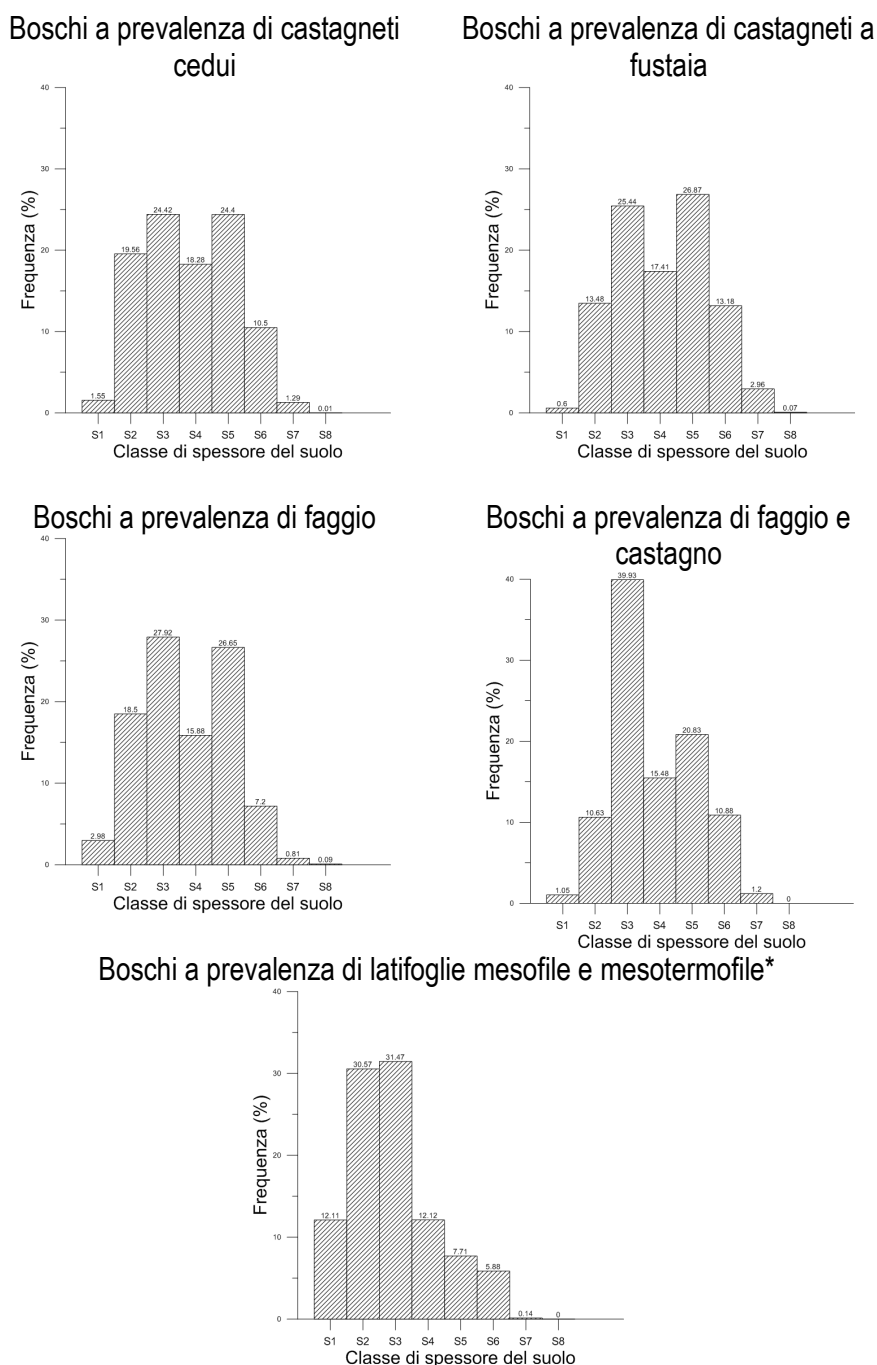 Boschi a prevalenza di castagneti
cedui
40
30
20
10
0
Frequenza (%)
1.55
19.56
24.42
18.28
24.4
10.5
1.29
0.01
S1 S2 S3 S4 S5 S6 S7 S8
Classe di spessore del suolo
Boschi a prevalenza di castagneti a
fustaia
40
30
20
10
0
Frequenza (%)
0.6
13.48
25.44
17.41
26.87
13.18
2.96
0.07
S1 S2 S3 S4 S5 S6 S7 S8
Classe di spessore del suolo
Boschi a prevalenza di faggio
40
30
20
10
0
Frequenza (%)
2.98
18.5
27.92
15.88
26.65
7.2
0.81
0.09
S1 S2 S3 S4 S5 S6 S7 S8
Classe di spessore del suolo
Boschi a prevalenza di faggio e
castagno
40
30
20
10
0
Frequenza (%)
1.05
10.63
39.93
15.48
20.83
10.88
1.2
0
S1 S2 S3 S4 S5 S6 S7 S8
Classe di spessore del suolo
Boschi a prevalenza di latifoglie mesofile e mesotermofile*
40
30
20
10
0
Frequenza (%)
12.11
30.57
31.47
12.12
7.71
5.88
0.14
0
S1 S2 S3 S4 S5 S6 S7 S8
Classe di spessore del suolo